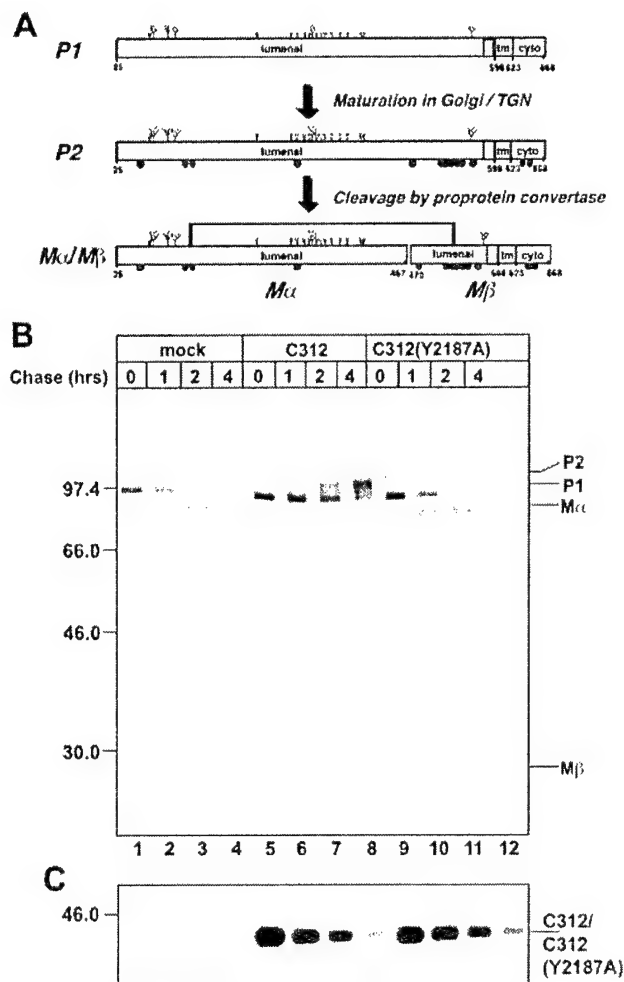 A
P1
lumenal
tm
cyto
Maturation in Golgi / TGN
P2
lumenal
tm
cyto
Cleavage by proprotein convertase
Mα/Mβ
lumenal
lumenal
tm
cyto
467
Mα
Mβ
B
mock
C312
C312(Y2187A)
Chase (hrs)
0
1
2
4
0
1
2
4
0
1
2
4
97.4
66.0
46.0
30.0
P2
P1
Mα
Mβ
1 2 3 4 5 6 7 8 9 10 11 12
C
46.0
C312/
C312
(Y2187A)